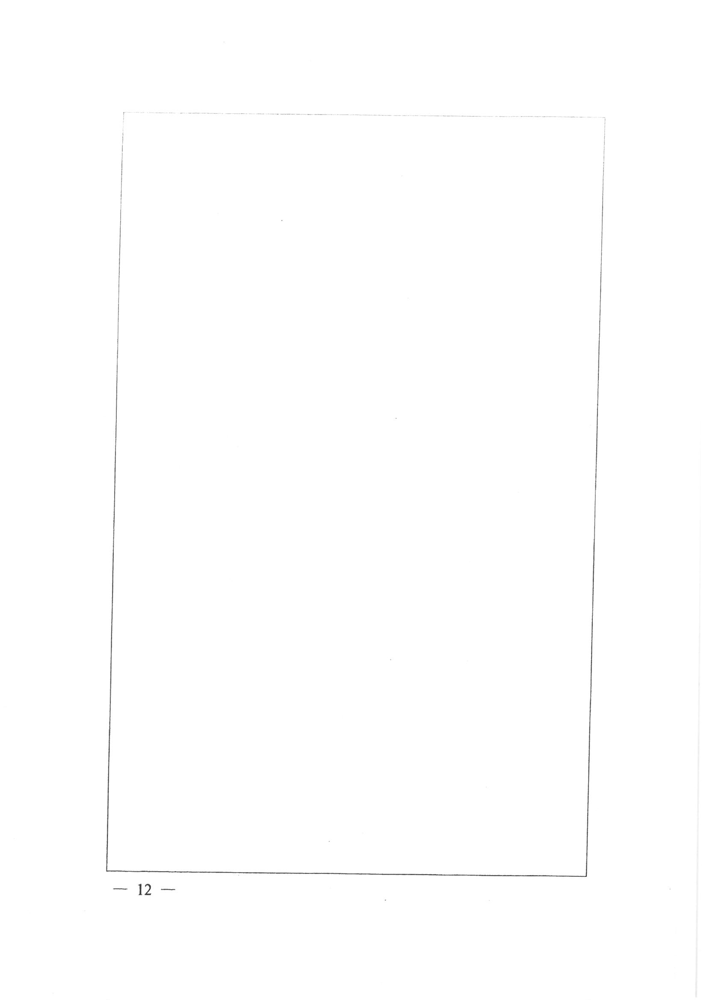 — 12 —